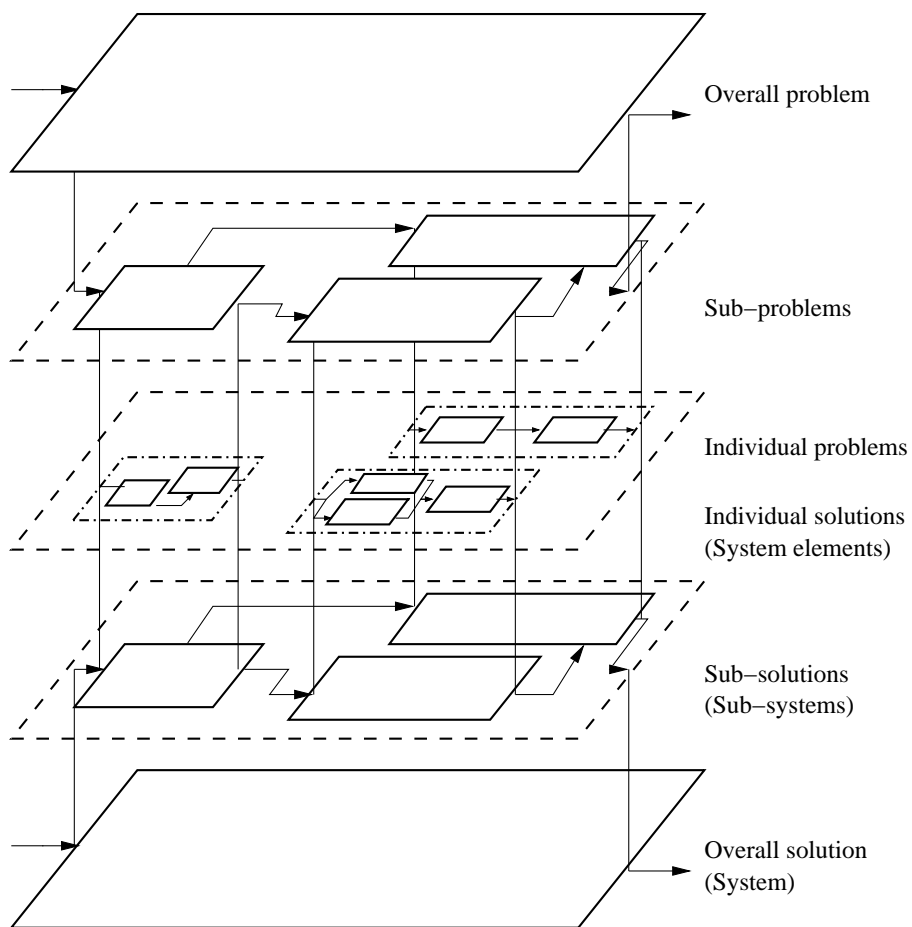 Overall problem
Sub−problems
Individual problems
Individual solutions
(System elements)
Sub−solutions
(Sub−systems)
Overall solution
(System)